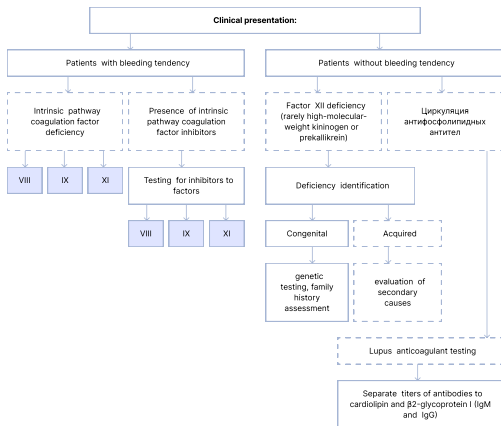 Clinical presentation:
Patients with bleeding tendency
Patients without bleeding tendency
Intrinsic pathway
coagulation factor
deficiency
Presence of intrinsic
pathway coagulation
factor inhibitors
Factor XII deficiency
(rarely high-molecular-
weight kininogen or
prekallikrein)
Циркуляция
антифосфолипидных
антител
VIII
IX
XI
Testing for inhibitors to
factors
Deficiency identification
VIII
IX
XI
Congenital
Acquired
genetic
testing, family
history
assessment
evaluation of
secondary
causes
Lupus anticoagulant testing
Separate titers of antibodies to
cardiolipin and β2-glycoprotein I (IgM
and IgG)